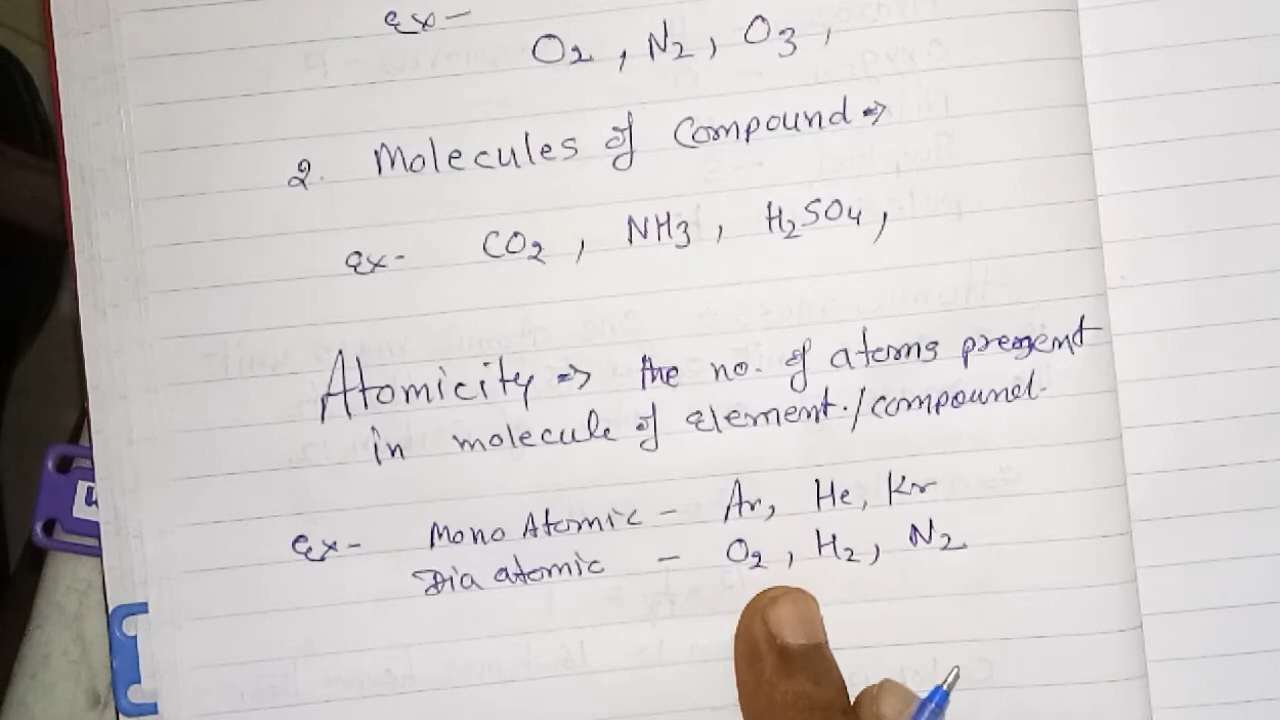 Ex-
O2, N2, O3,
2. Molecules of Compound ⇒
Ex- CO2, NH3, H2SO4,
Atomicity ⇒ the no. of atoms present
in molecule of element./compound.
Ex- Mono Atomic - Ar, He, Kr
Dia atomic - O2, H2, N2